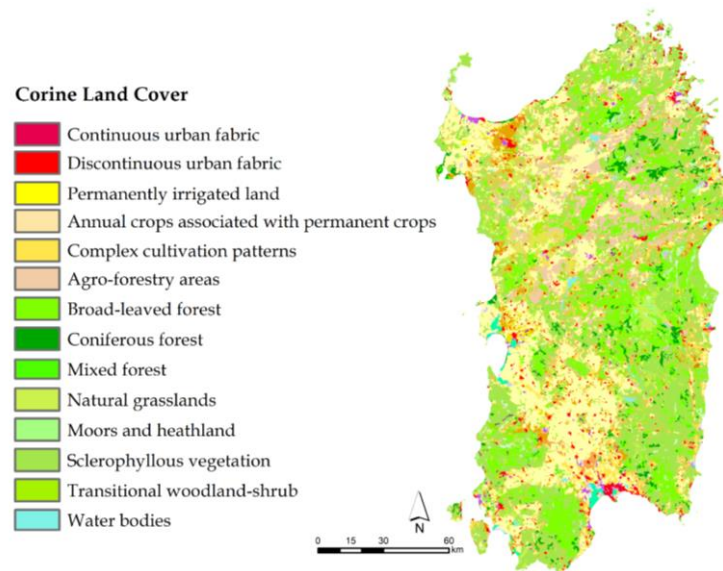 Corine Land Cover
Continuous urban fabric
Discontinuous urban fabric
Permanently irrigated land
Annual crops associated with permanent crops
Complex cultivation patterns
Agro-forestry areas
Broad-leaved forest
Coniferous forest
Mixed forest
Natural grasslands
Moors and heathland
Sclerophyllous vegetation
Transitional woodland-shrub
Water bodies
N
0 15 30 60
km